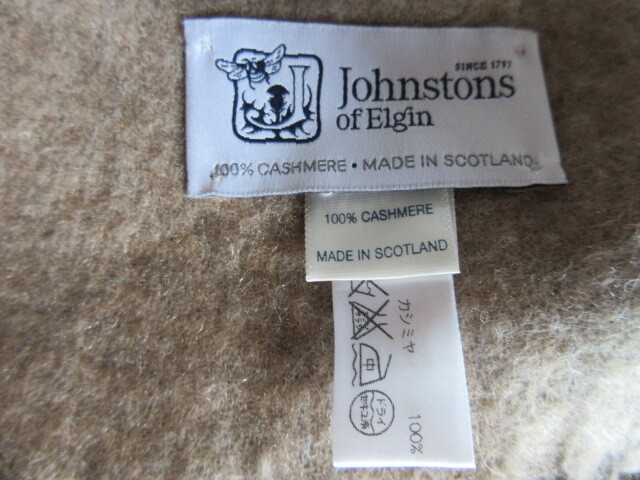 SINCE 1797
Johnstons
of Elgin
100% CASHMERE • MADE IN SCOTLAND
100% CASHMERE
MADE IN SCOTLAND
カシミヤ 100%
中
ドライ